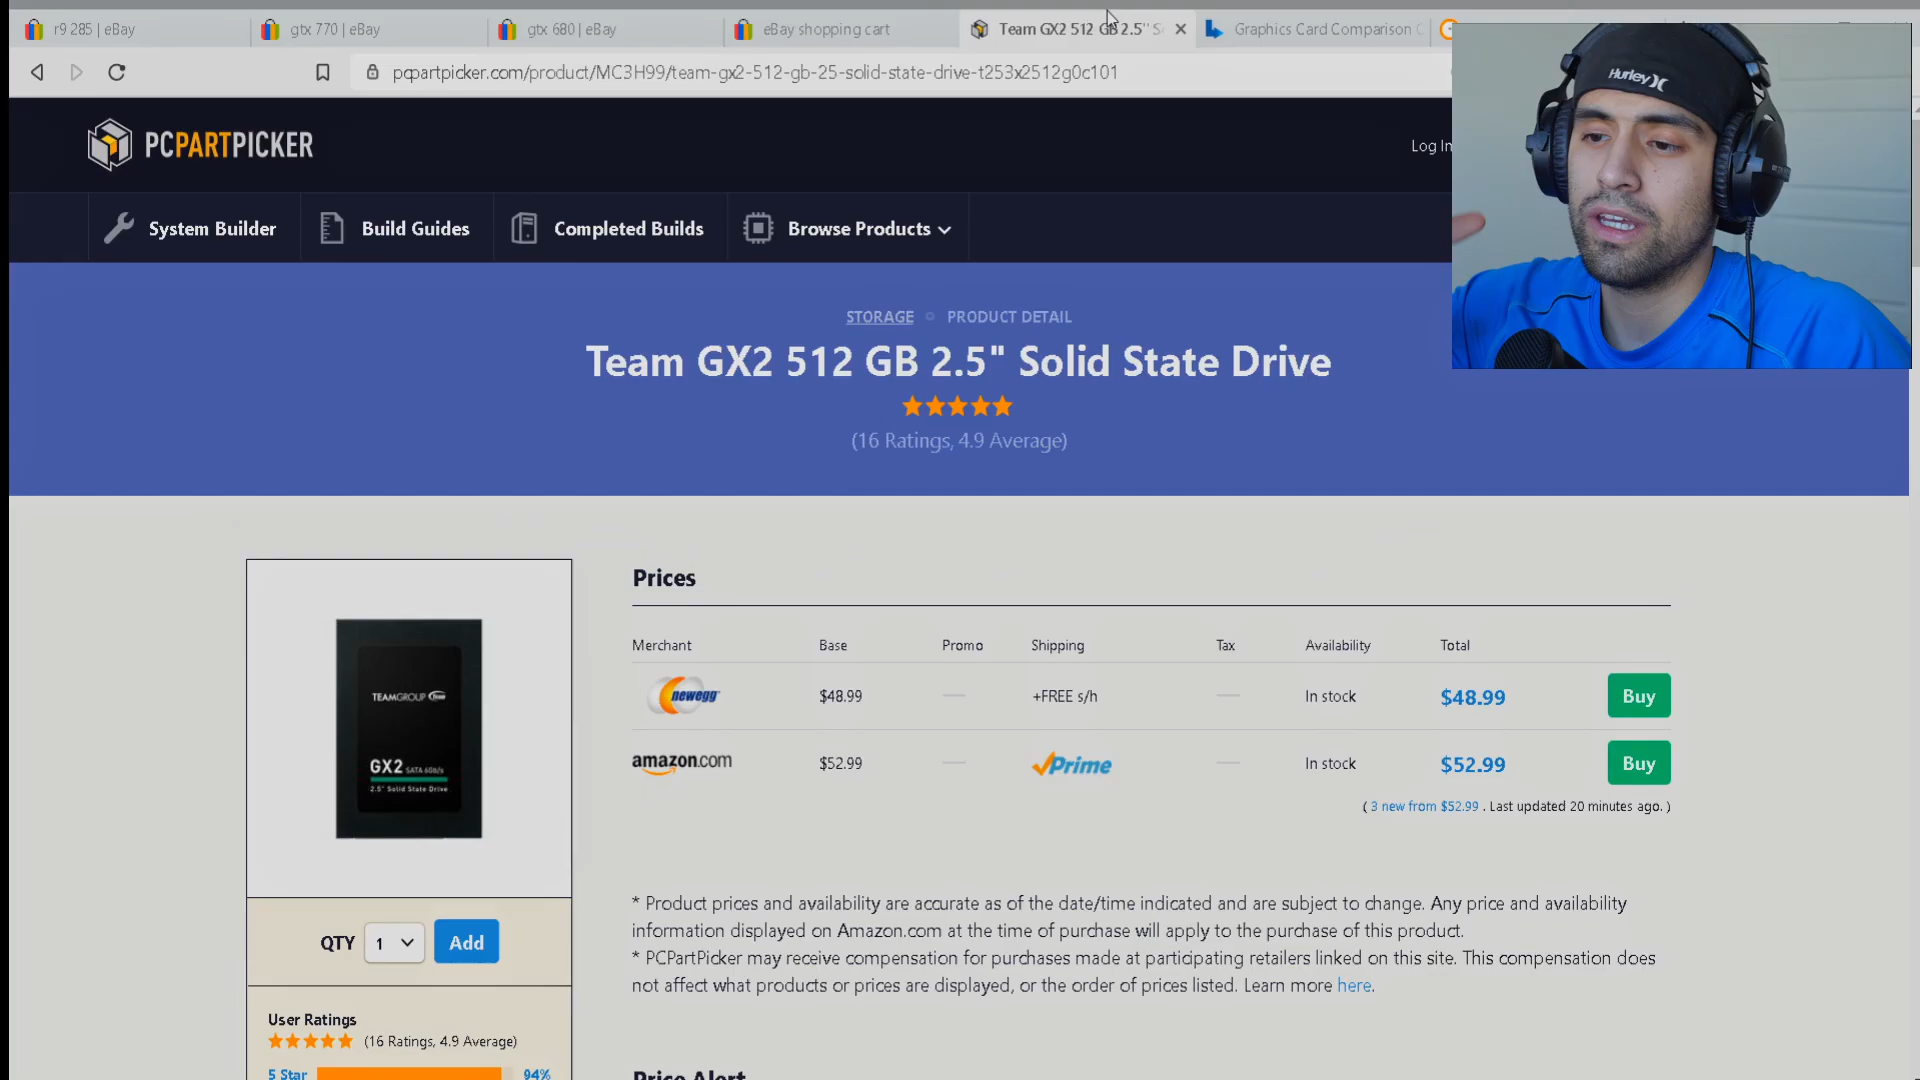 r9 285 | eBay
gtx 770 | eBay
gtx 680 | eBay
eBay shopping cart
Team GX2 512 GB 2.5" S
Graphics Card Comparison
pcpartpicker.com/product/MC3H99/team-gx2-512-gb-25-solid-state-drive-t253x2512g0c101
Hurley
PCPARTPICKER
Log In
System Builder
Build Guides
Completed Builds
Browse Products
STORAGE
PRODUCT DETAIL
Team GX2 512 GB 2.5" Solid State Drive
(16 Ratings, 4.9 Average)
TEAMGROUP Team
GX2 SATA 6Gb/s
2.5" Solid State Drive
Prices
Merchant Base Promo Shipping Tax Availability Total
newegg $48.99 — +FREE s/h — In stock $48.99 Buy
amazon.com $52.99 — Prime — In stock $52.99 Buy
( 3 new from $52.99 . Last updated 20 minutes ago. )
* Product prices and availability are accurate as of the date/time indicated and are subject to change. Any price and availability
information displayed on Amazon.com at the time of purchase will apply to the purchase of this product.
* PCPartPicker may receive compensation for purchases made at participating retailers linked on this site. This compensation does
not affect what products or prices are displayed, or the order of prices listed. Learn more here.
QTY 1 Add
User Ratings
(16 Ratings, 4.9 Average)
5 Star 94%
Price Alert